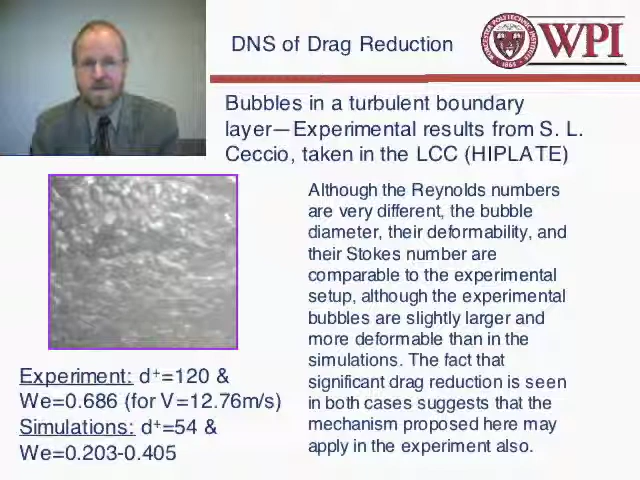 DNS of Drag Reduction
WPI
WORCESTER POLYTECHNIC INSTITUTE
1865
Bubbles in a turbulent boundary
layer—Experimental results from S. L.
Ceccio, taken in the LCC (HIPLATE)
Although the Reynolds numbers
are very different, the bubble
diameter, their deformability, and
their Stokes number are
comparable to the experimental
setup, although the experimental
bubbles are slightly larger and
more deformable than in the
simulations. The fact that
significant drag reduction is seen
in both cases suggests that the
mechanism proposed here may
apply in the experiment also.
Experiment: d+=120 &
We=0.686 (for V=12.76m/s)
Simulations: d+=54 &
We=0.203-0.405